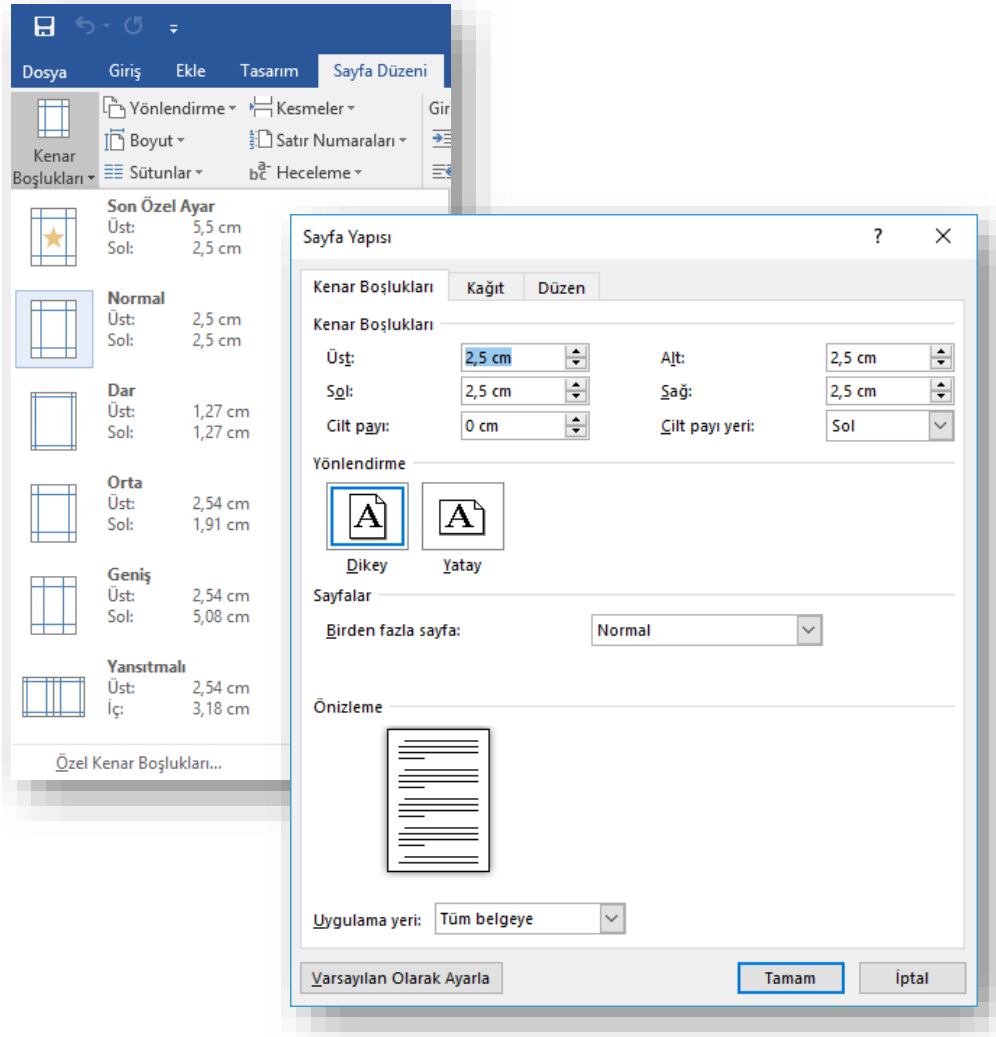 Dosya Giriş Ekle Tasarım Sayfa Düzeni
Yönlendirme Kesmeler Gir
Boyut Satır Numaraları
Kenar
Boşlukları
Sütunlar Heceleme
Son Özel Ayar
Üst: 5,5 cm
Sol: 2,5 cm
Normal
Üst: 2,5 cm
Sol: 2,5 cm
Dar
Üst: 1,27 cm
Sol: 1,27 cm
Orta
Üst: 2,54 cm
Sol: 1,91 cm
Geniş
Üst: 2,54 cm
Sol: 5,08 cm
Yansıtmalı
Üst: 2,54 cm
İç: 3,18 cm
Özel Kenar Boşlukları...
Sayfa Yapısı ?
Kenar Boşlukları Kağıt Düzen
Kenar Boşlukları
Üst: 2,5 cm Alt: 2,5 cm
Sol: 2,5 cm Sağ: 2,5 cm
Cilt payı: 0 cm Cilt payı yeri: Sol
Yönlendirme
A A
Dikey Yatay
Sayfalar
Birden fazla sayfa: Normal
Önizleme
Uygulama yeri: Tüm belgeye
Varsayılan Olarak Ayarla Tamam İptal